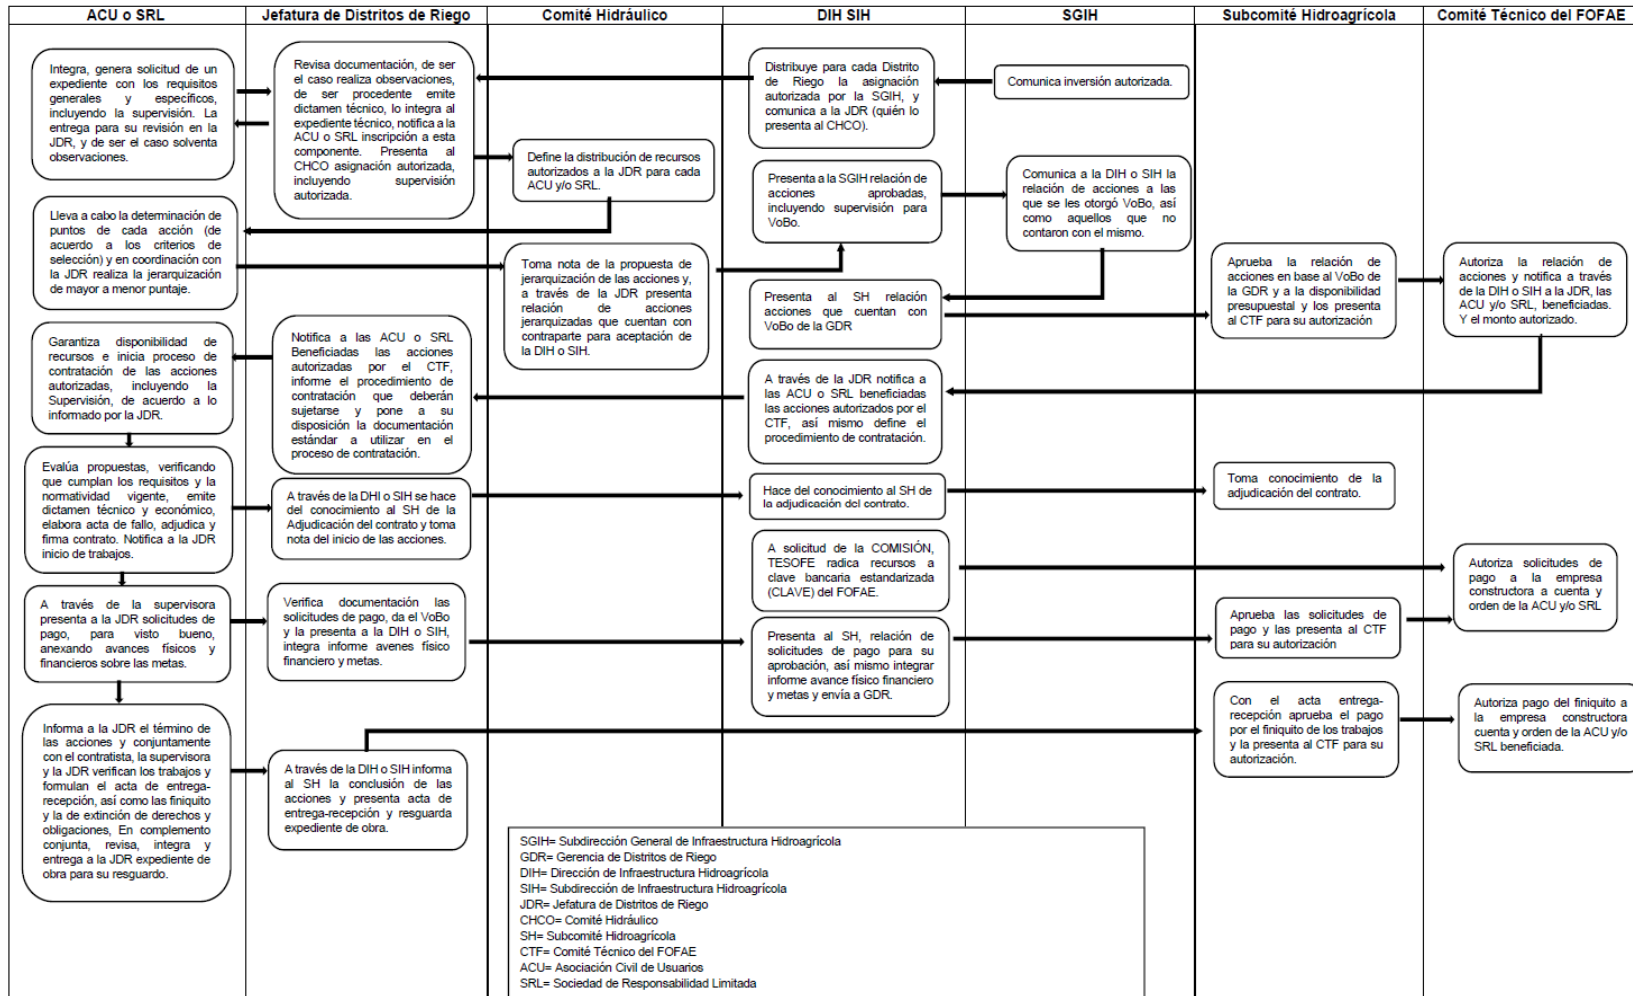 ACU o SRL
Jefatura de Distritos de Riego
Comité Hidráulico
DIH SIH
SGIH
Subcomité Hidroagrícola
Comité Técnico del FOFAE
Integra, genera solicitud de un
expediente con los requisitos
generales y específicos,
incluyendo la supervisión. La
entrega para su revisión en la
JDR, y de ser el caso solventa
observaciones.
Revisa documentación, de ser
el caso realiza observaciones,
de ser procedente emite
dictamen técnico, lo integra al
expediente técnico, notifica a la
ACU o SRL inscripción a esta
componente. Presenta al
CHCO asignación autorizada,
incluyendo supervisión
autorizada.
Distribuye para cada Distrito
de Riego la asignación
autorizada por la SGIH, y
comunica a la JDR (quién lo
presenta al CHCO).
Comunica inversión autorizada.
Define la distribución de recursos
autorizados a la JDR para cada
ACU y/o SRL.
Presenta a la SGIH relación de
acciones aprobadas,
incluyendo supervisión para
VoBo.
Comunica a la DIH o SIH la
relación de acciones a las
que se les otorgó VoBo, así
como aquellos que no
contaron con el mismo.
Lleva a cabo la determinación de
puntos de cada acción (de
acuerdo a los criterios de
selección) y en coordinación con
la JDR realiza la jerarquización
de mayor a menor puntaje.
Toma nota de la propuesta de
jerarquización de las acciones y,
a través de la JDR presenta
relación de acciones
jerarquizadas que cuentan con
contraparte para aceptación de
la DIH o SIH.
Presenta al SH relación
acciones que cuentan con
VoBo de la GDR
Aprueba la relación de
acciones en base al VoBo de
la GDR y a la disponibilidad
presupuestal y los presenta
al CTF para su autorización
Autoriza la relación de
acciones y notifica a través
de la DIH o SIH a la JDR, las
ACU y/o SRL, beneficiadas.
Y el monto autorizado.
Garantiza disponibilidad de
recursos e inicia proceso de
contratación de las acciones
autorizadas, incluyendo la
Supervisión, de acuerdo a lo
informado por la JDR.
Notifica a las ACU o SRL
Beneficiadas las acciones
autorizadas por el CTF,
informe el procedimiento de
contratación que deberán
sujetarse y pone a su
disposición la documentación
estándar a utilizar en el
proceso de contratación.
A través de la JDR notifica a
las ACU o SRL beneficiadas
las acciones autorizados por el
CTF, así mismo define el
procedimiento de contratación.
Evalúa propuestas, verificando
que cumplan los requisitos y la
normatividad vigente, emite
dictamen técnico y económico,
elabora acta de fallo, adjudica y
firma contrato. Notifica a la JDR
inicio de trabajos.
A través de la DHI o SIH se hace
del conocimiento al SH de la
Adjudicación del contrato y toma
nota del inicio de las acciones.
Hace del conocimiento al SH de
la adjudicación del contrato.
Toma conocimiento de la
adjudicación del contrato.
A solicitud de la COMISIÓN,
TESOFE radica recursos a
clave bancaria estandarizada
(CLAVE) del FOFAE.
Autoriza solicitudes de
pago a la empresa
constructora a cuenta y
orden de la ACU y/o SRL
A través de la supervisora
presenta a la JDR solicitudes de
pago, para visto bueno,
anexando avances físicos y
financieros sobre las metas.
Verifica documentación las
solicitudes de pago, da el VoBo
y la presenta a la DIH o SIH,
integra informe avenes físico
financiero y metas.
Presenta al SH, relación de
solicitudes de pago para su
aprobación, así mismo integrar
informe avance físico financiero
y metas y envía a GDR.
Aprueba las solicitudes de
pago y las presenta al CTF
para su autorización
Informa a la JDR el término de
las acciones y conjuntamente
con el contratista, la supervisora
y la JDR verifican los trabajos y
formulan el acta de entrega-
recepción, así como las finiquito
y la de extinción de derechos y
obligaciones, En complemento
conjunta, revisa, integra y
entrega a la JDR expediente de
obra para su resguardo.
A través de la DIH o SIH informa
al SH la conclusión de las
acciones y presenta acta de
entrega-recepción y resguarda
expediente de obra.
Con el acta entrega-
recepción aprueba el pago
por el finiquito de los trabajos
y la presenta al CTF para su
autorización.
Autoriza pago del finiquito a
la empresa constructora
cuenta y orden de la ACU y/o
SRL beneficiada.
SGIH= Subdirección General de Infraestructura Hidroagrícola
GDR= Gerencia de Distritos de Riego
DIH= Dirección de Infraestructura Hidroagrícola
SIH= Subdirección de Infraestructura Hidroagrícola
JDR= Jefatura de Distritos de Riego
CHCO= Comité Hidráulico
SH= Subcomité Hidroagrícola
CTF= Comité Técnico del FOFAE
ACU= Asociación Civil de Usuarios
SRL= Sociedad de Responsabilidad Limitada